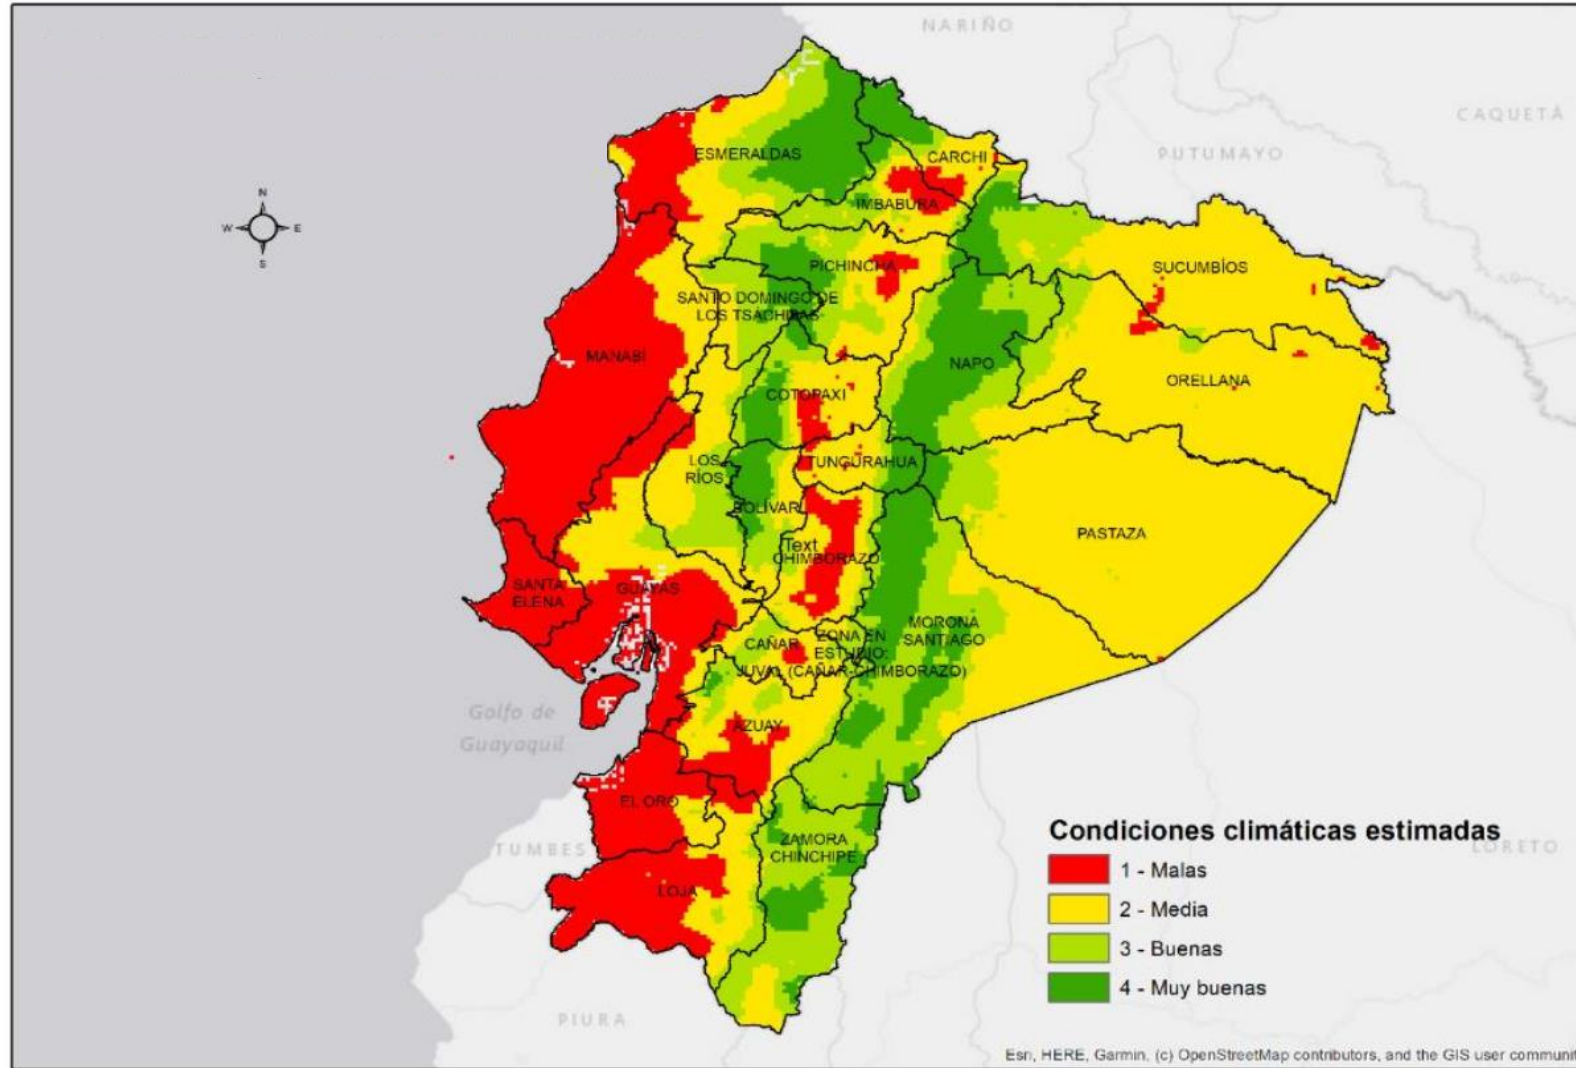 NARIÑO
CAQUETÁ
PUTUMAYO
ESMERALDAS
CARCHI
IMBABURA
N
W
E
S
PICHINCHA
SUCUMBÍOS
SANTO DOMINGO DE
LOS TSÁCHILAS
MANABÍ
NAPO
ORELLANA
COTOPAXI
LOS
RÍOS
TUNGURAHUA
BOLÍVAR
PASTAZA
Text
CHIMBORAZO
SANTA
ELENA
GUAYAS
MORONA
SANTIAGO
CAÑAR
ZONA EN
ESTUDIO:
JUVAL (CAÑAR-CHIMBORAZO)
Golfo de
Guayaquil
AZUAY
EL ORO
TUMBES
ZAMORA
CHINCHIPE
LOJA
PIURA
LORETO
Condiciones climáticas estimadas
1 - Malas
2 - Media
3 - Buenas
4 - Muy buenas
Esri, HERE, Garmin, (c) OpenStreetMap contributors, and the GIS user communit